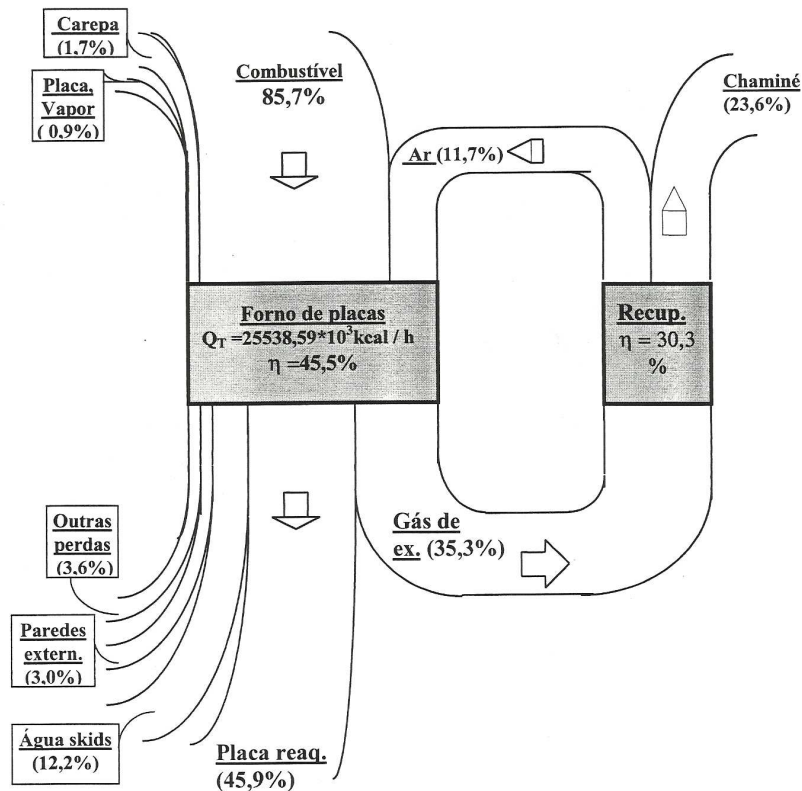 Carepa
(1,7%)
Placa,
Vapor
( 0,9%)
Combustível
85,7%
Ar (11,7%)
Chaminé
(23,6%)
Forno de placas
Q_T =25538,59*10³kcal / h
η =45,5%
Recup.
η = 30,3
%
Outras
perdas
(3,6%)
Paredes
extern.
(3,0%)
Água skids
(12,2%)
Placa reaq.
(45,9%)
Gás de
ex. (35,3%)